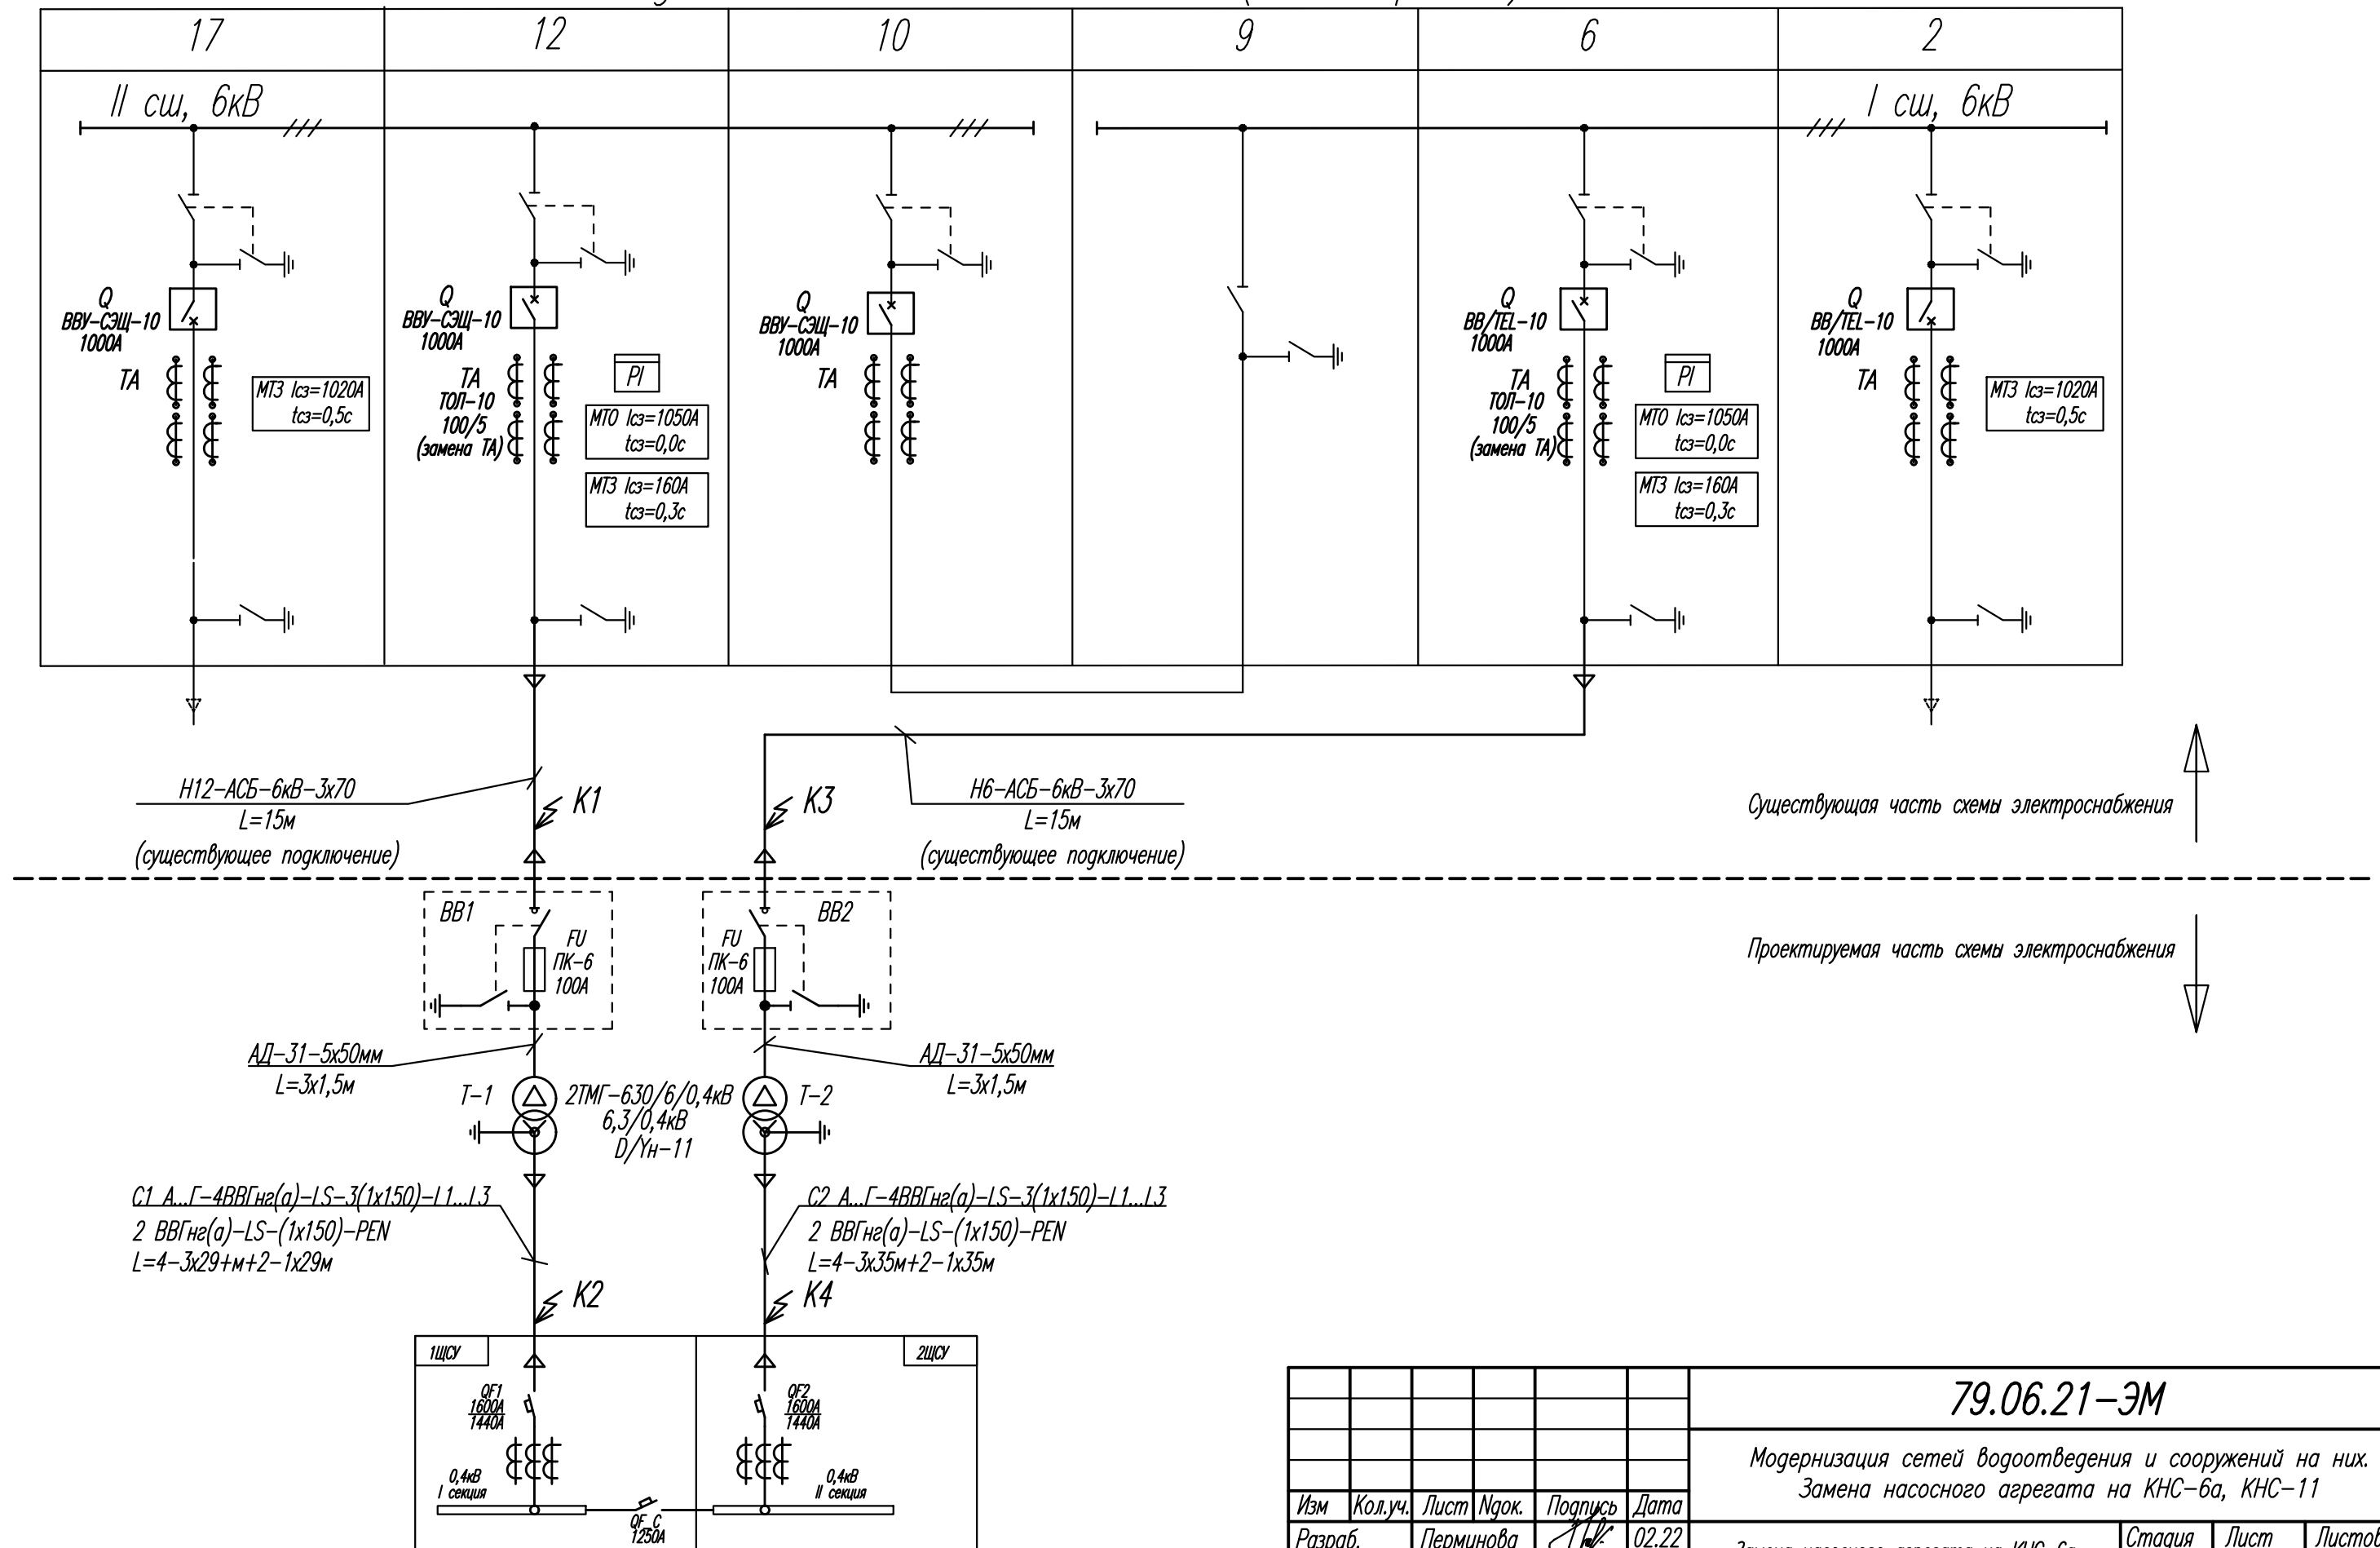 17
12
10
9
6
2
II сш, 6кВ
I сш, 6кВ
Q
ВВУ-СЭЩ-10
1000А
ТА
МТЗ Iсз=1020А
tсз=0,5с
Q
ВВУ-СЭЩ-10
1000А
ТА
ТОЛ-10
100/5
(замена ТА)
PI
МТО Iсз=1050А
tсз=0,0с
МТЗ Iсз=160А
tсз=0,3с
Q
ВВУ-СЭЩ-10
1000А
ТА
Q
ВВ/TEL-10
1000А
ТА
ТОЛ-10
100/5
(замена ТА)
PI
МТО Iсз=1050А
tсз=0,0с
МТЗ Iсз=160А
tсз=0,3с
Q
ВВ/TEL-10
1000А
ТА
МТЗ Iсз=1020А
tсз=0,5с
Н12-АСБ-6кВ-3х70
L=15м
(существующее подключение)
К1
К3
Н6-АСБ-6кВ-3х70
L=15м
(существующее подключение)
Существующая часть схемы электроснабжения
Проектируемая часть схемы электроснабжения
ВВ1
FU
ПК-6
100А
ВВ2
FU
ПК-6
100А
АД-31-5х50мм
L=3х1,5м
АД-31-5х50мм
L=3х1,5м
Т-1
2ТМГ-630/6/0,4кВ
6,3/0,4кВ
D/Yн-11
Т-2
С1 А...Г-4ВВГнг(а)-LS-3(1х150)-L1...L3
2 ВВГнг(а)-LS-(1х150)-PEN
L=4-3х29+м+2-1х29м
С2 А...Г-4ВВГнг(а)-LS-3(1х150)-L1...L3
2 ВВГнг(а)-LS-(1х150)-PEN
L=4-3х35м+2-1х35м
К2
К4
1ЩСУ
2ЩСУ
QF1
1600А
1440А
QF2
1600А
1440А
0,4кВ
I секция
0,4кВ
II секция
QF_C
1250А
79.06.21-ЭМ
Модернизация сетей водоотведения и сооружений на них.
Замена насосного агрегата на КНС-6а, КНС-11
Изм Кол.уч. Лист Nдок. Подпись Дата
Разраб. Перминова 02.22
Стадия Лист Листов